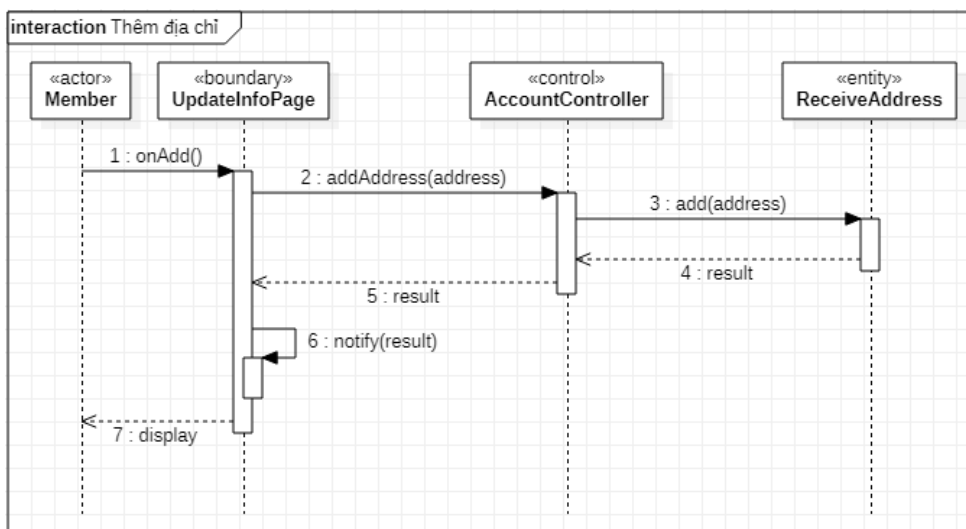 interaction Thêm địa chỉ
«actor»
Member
«boundary»
UpdateInfoPage
«control»
AccountController
«entity»
ReceiveAddress
1 : onAdd()
2 : addAddress(address)
3 : add(address)
4 : result
5 : result
6 : notify(result)
7 : display